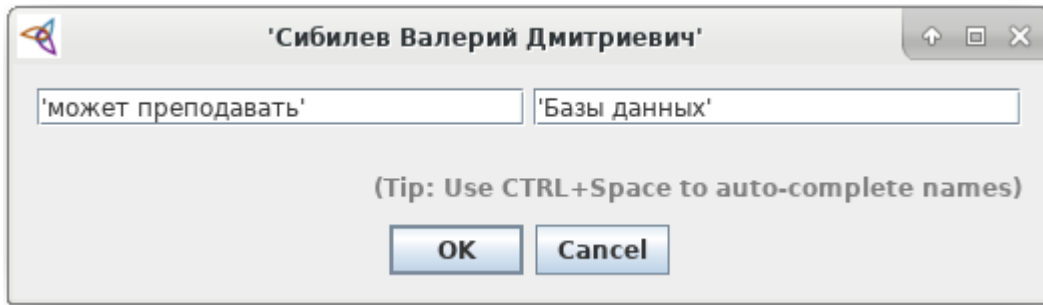 'Сибилев Валерий Дмитриевич'
'может преподавать' 'Базы данных'
(Tip: Use CTRL+Space to auto-complete names)
OK Cancel